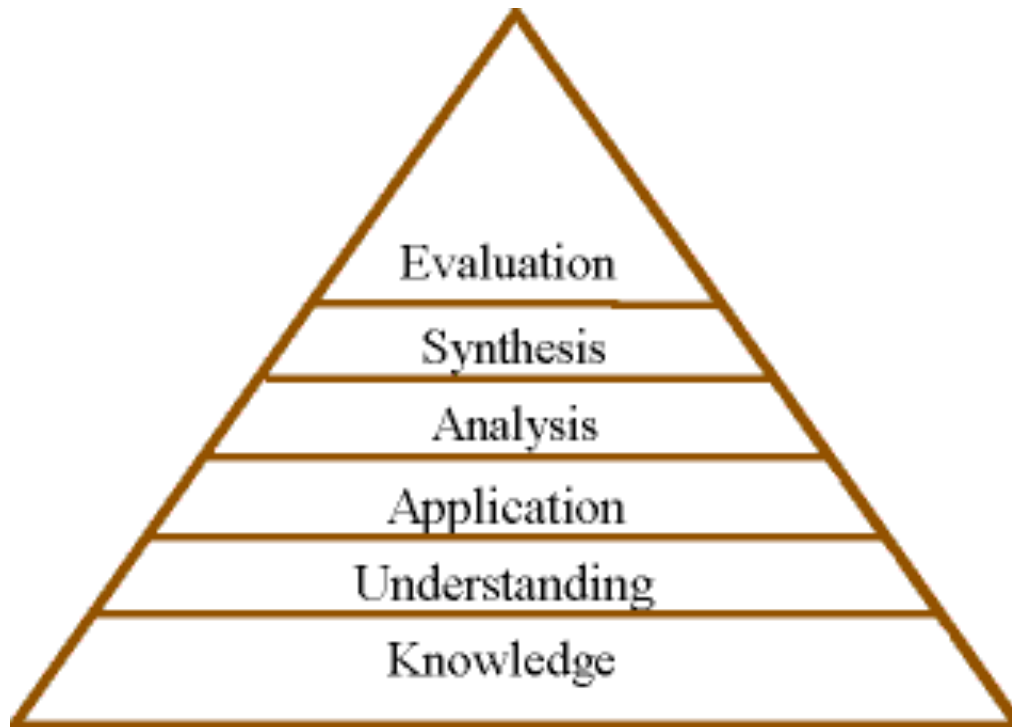 Evaluation
Synthesis
Analysis
Application
Understanding
Knowledge